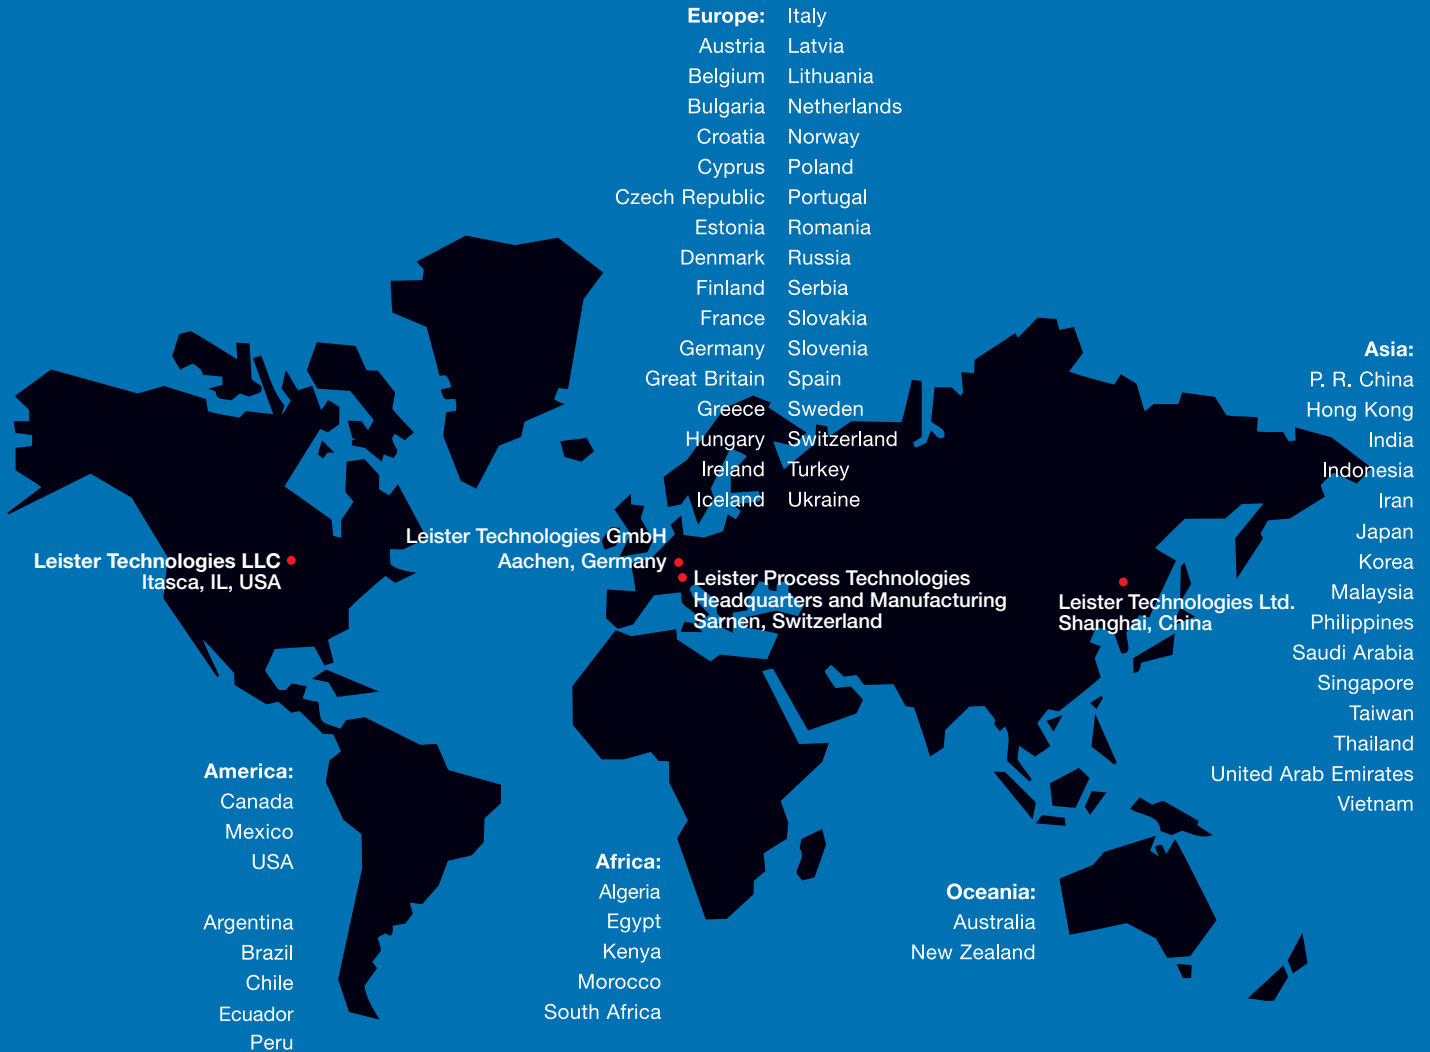 Europe:
Austria
Belgium
Bulgaria
Croatia
Cyprus
Czech Republic
Estonia
Denmark
Finland
France
Germany
Great Britain
Greece
Hungary
Ireland
Iceland
Italy
Latvia
Lithuania
Netherlands
Norway
Poland
Portugal
Romania
Russia
Serbia
Slovakia
Slovenia
Spain
Sweden
Switzerland
Turkey
Ukraine
Asia:
P. R. China
Hong Kong
India
Indonesia
Iran
Japan
Korea
Malaysia
Philippines
Saudi Arabia
Singapore
Taiwan
Thailand
United Arab Emirates
Vietnam
Leister Technologies LLC
Itasca, IL, USA
Leister Technologies GmbH
Aachen, Germany
Leister Process Technologies
Headquarters and Manufacturing
Sarnen, Switzerland
Leister Technologies Ltd.
Shanghai, China
America:
Canada
Mexico
USA
Argentina
Brazil
Chile
Ecuador
Peru
Africa:
Algeria
Egypt
Kenya
Morocco
South Africa
Oceania:
Australia
New Zealand